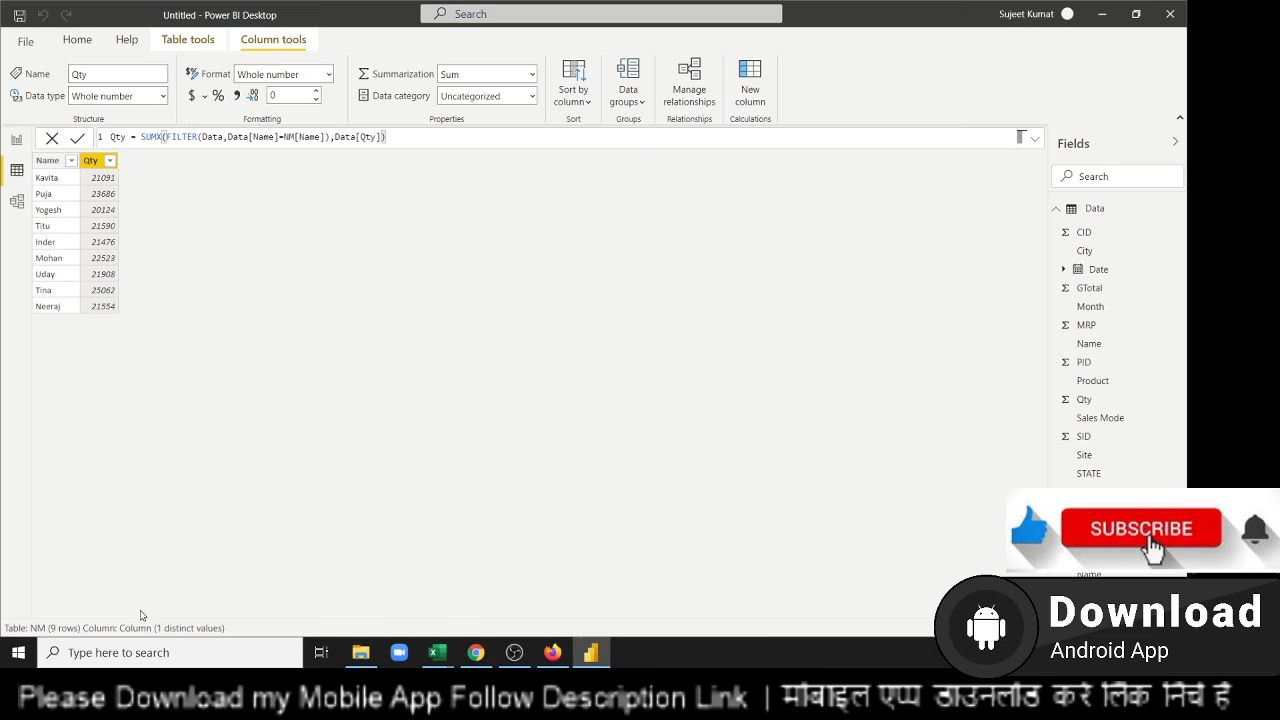 Untitled - Power BI Desktop
Search
Sujeet Kumat
File
Home
Help
Table tools
Column tools
Name
Qty
Format
Whole number
Summarization
Sum
Data type
Whole number
$
%
0
Data category
Uncategorized
Sort by column
Data groups
Manage relationships
New column
Structure
Formatting
Properties
Sort
Groups
Relationships
Calculations
1 Qty = SUMX(FILTER(Data,Data[Name]=NM[Name]),Data[Qty])
Name Qty
Kavita 21091
Puja 23686
Yogesh 20124
Titu 21590
Inder 21476
Mohan 22523
Uday 21908
Tina 25062
Neeraj 21554
Fields
Search
Data
CID
City
Date
GTotal
Month
MRP
Name
PID
Product
Qty
Sales Mode
SID
Site
STATE
SUBSCRIBE
Name
Download
Android App
Table: NM (9 rows) Column: Column (1 distinct values)
Type here to search
Please Download my Mobile App Follow Description Link | मोबाइल एप्प डाउनलोड करे लिंक निचे है